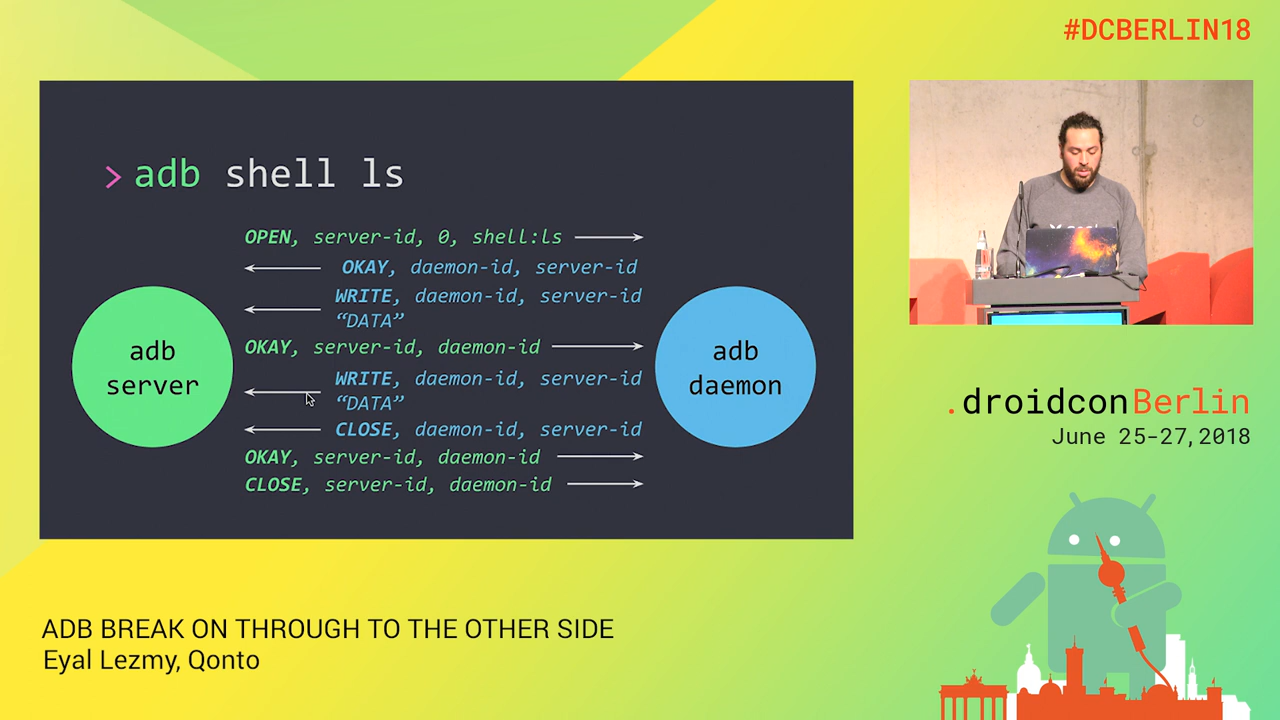 #DCBERLIN18
> adb shell ls
OPEN, server-id, 0, shell:ls
OKAY, daemon-id, server-id
WRITE, daemon-id, server-id
“DATA”
OKAY, server-id, daemon-id
WRITE, daemon-id, server-id
“DATA”
CLOSE, daemon-id, server-id
OKAY, server-id, daemon-id
CLOSE, server-id, daemon-id
adb
server
adb
daemon
.droidconBerlin
June 25-27, 2018
ADB BREAK ON THROUGH TO THE OTHER SIDE
Eyal Lezmy, Qonto